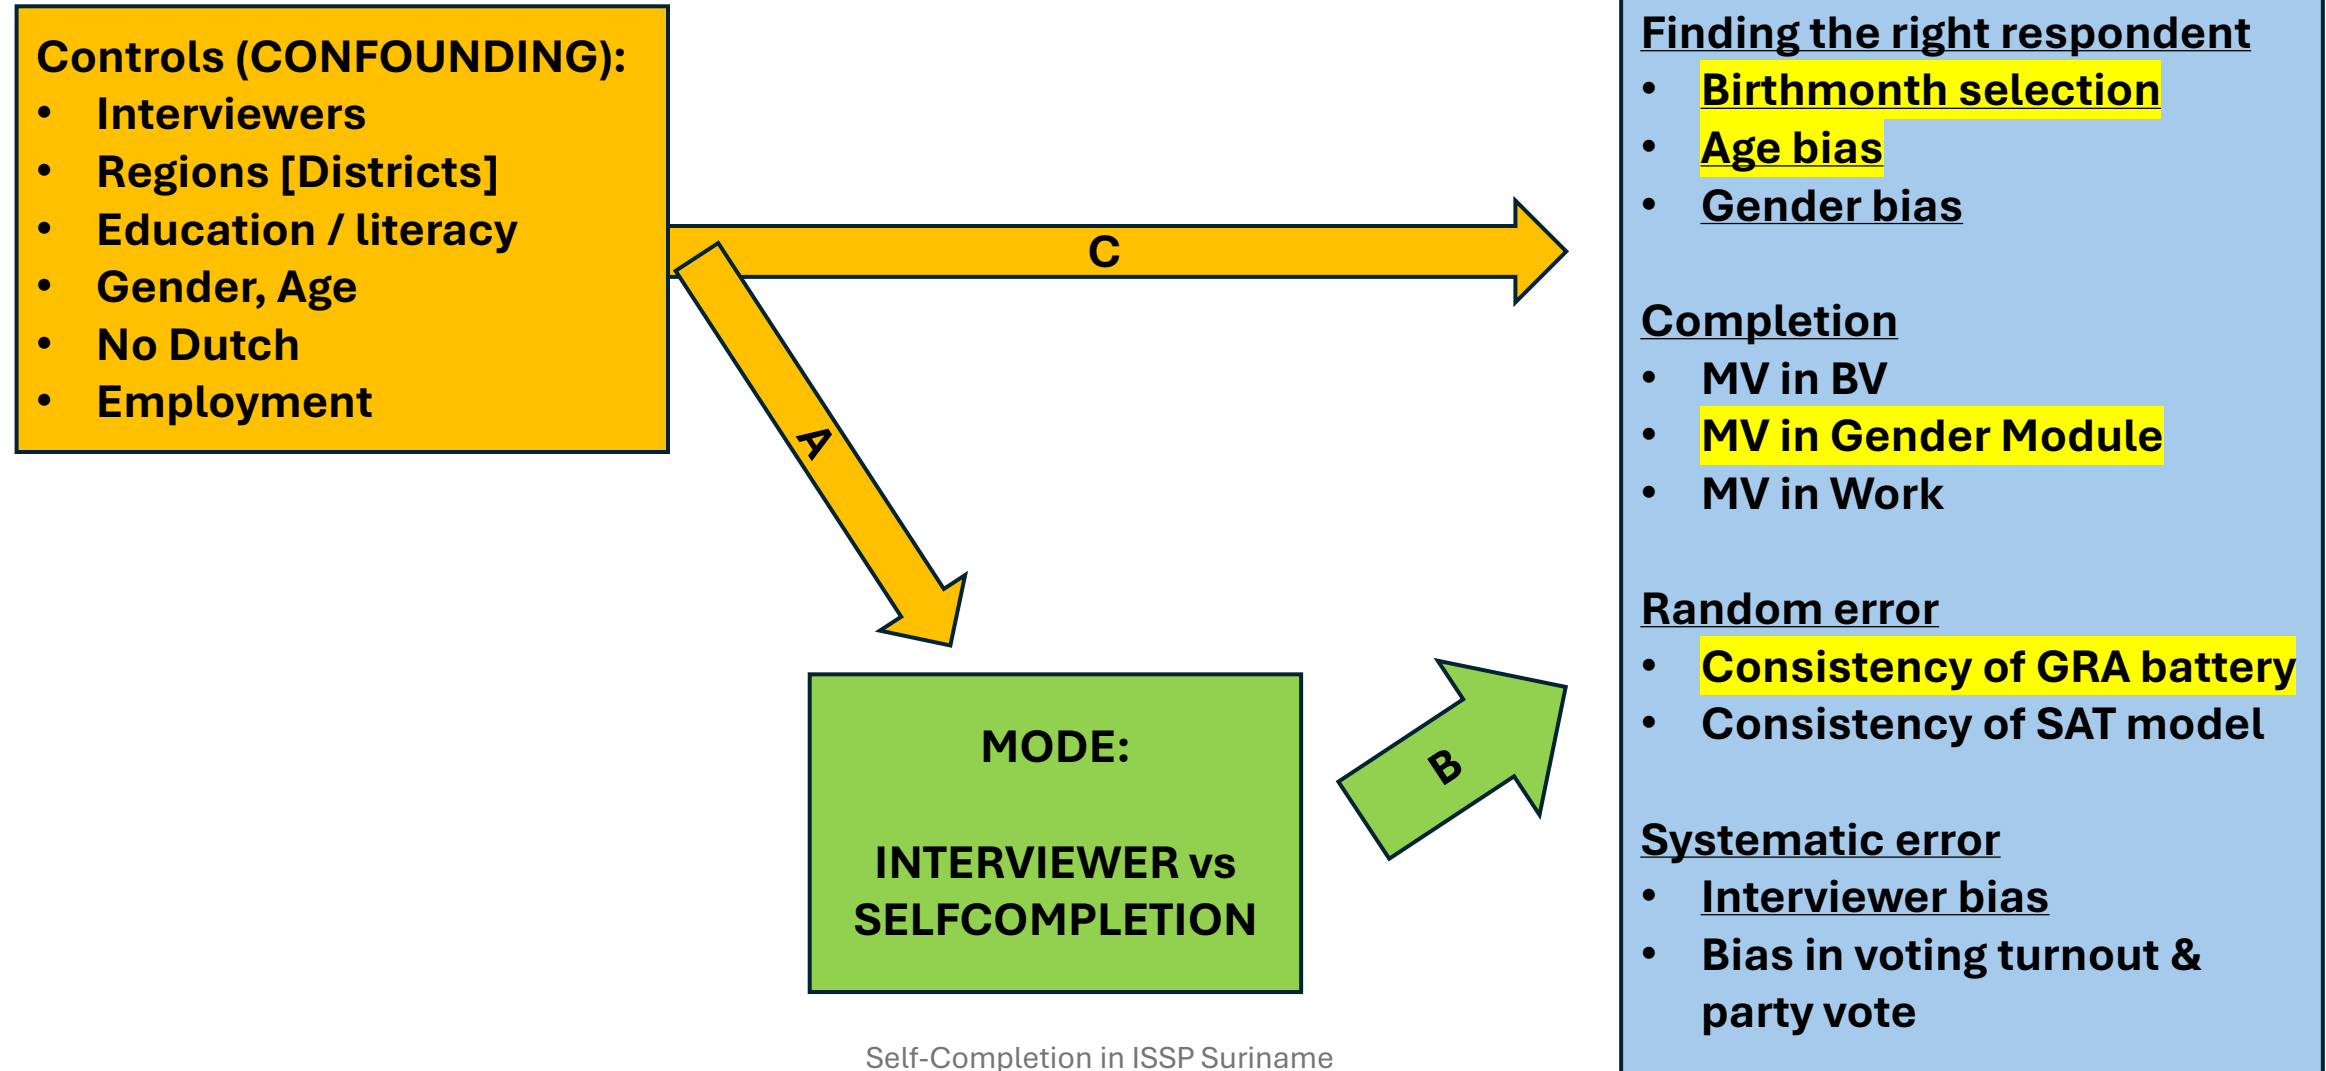 Controls (CONFOUNDING):
• Interviewers
• Regions [Districts]
• Education / literacy
• Gender, Age
• No Dutch
• Employment
C
A
MODE:
INTERVIEWER vs
SELFCOMPLETION
B
Finding the right respondent
• Birthmonth selection
• Age bias
• Gender bias
Completion
• MV in BV
• MV in Gender Module
• MV in Work
Random error
• Consistency of GRA battery
• Consistency of SAT model
Systematic error
• Interviewer bias
• Bias in voting turnout &
party vote
Self-Completion in ISSP Suriname